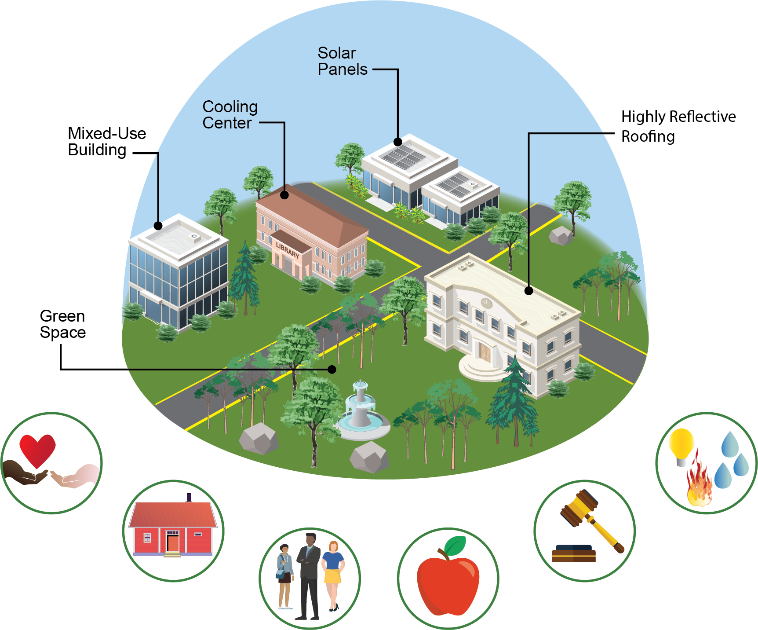 Solar
Panels
Cooling
Center
Highly Reflective
Roofing
Mixed-Use
Building
LIBRARY
Green
Space